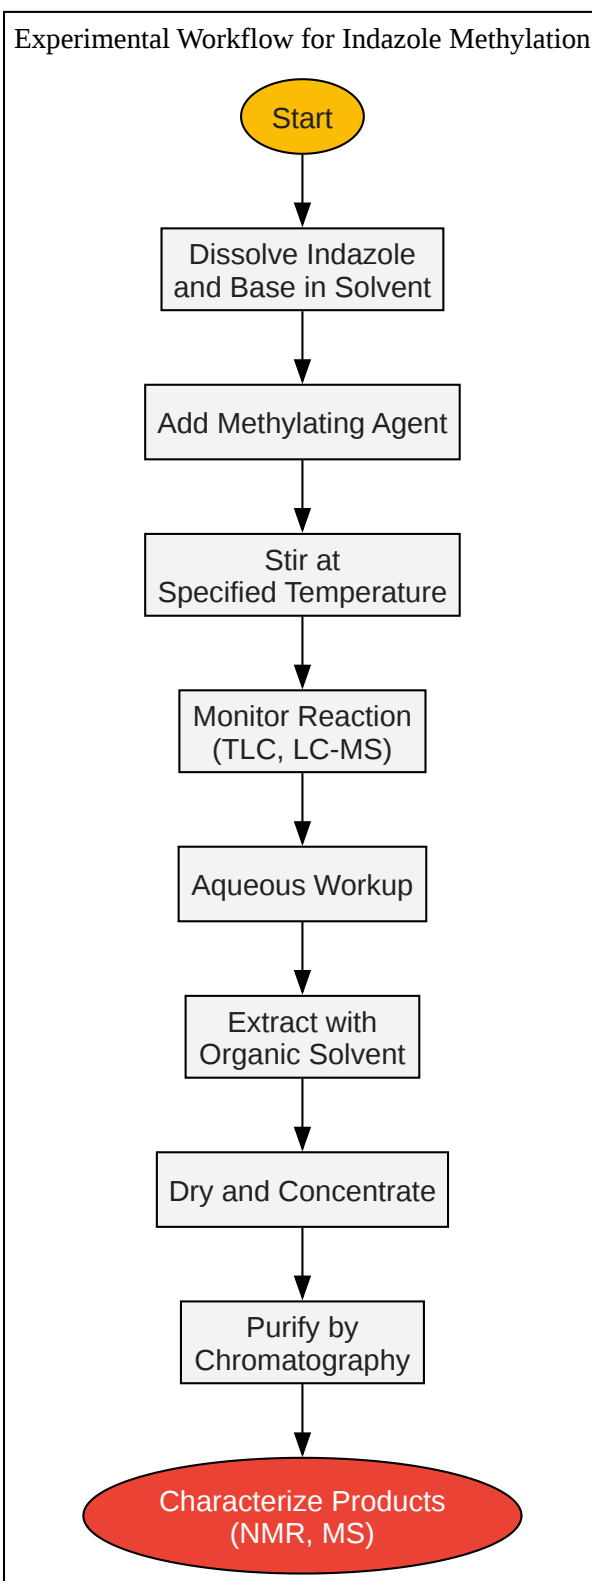 Experimental Workflow for Indazole Methylation
Start
Dissolve Indazole
and Base in Solvent
Add Methylating Agent
Stir at
Specified Temperature
Monitor Reaction
(TLC, LC-MS)
Aqueous Workup
Extract with
Organic Solvent
Dry and Concentrate
Purify by
Chromatography
Characterize Products
(NMR, MS)